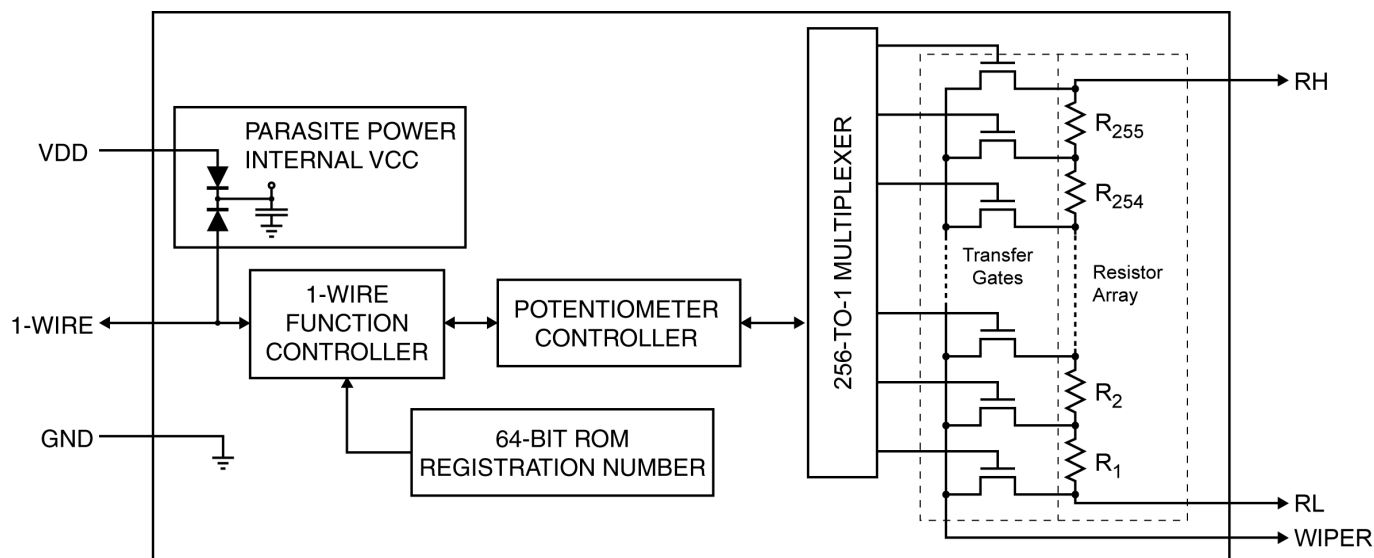 PARASITE POWER
INTERNAL VCC
VDD
1-WIRE
GND
1-WIRE
FUNCTION
CONTROLLER
POTENTIOMETER
CONTROLLER
64-BIT ROM
REGISTRATION NUMBER
256-TO-1 MULTIPLEXER
Transfer
Gates
Resistor
Array
R255
R254
R2
R1
RH
RL
WIPER